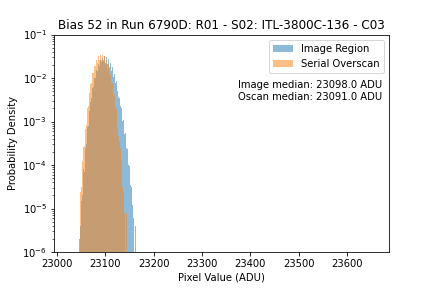 Bias 52 in Run 6790D: R01 - S02: ITL-3800C-136 - C03
Image Region
Serial Overscan
Image median: 23098.0 ADU
Oscan median: 23091.0 ADU
Probability Density
10⁻¹
10⁻²
10⁻³
10⁻⁴
10⁻⁵
10⁻⁶
23000 23100 23200 23300 23400 23500 23600
Pixel Value (ADU)